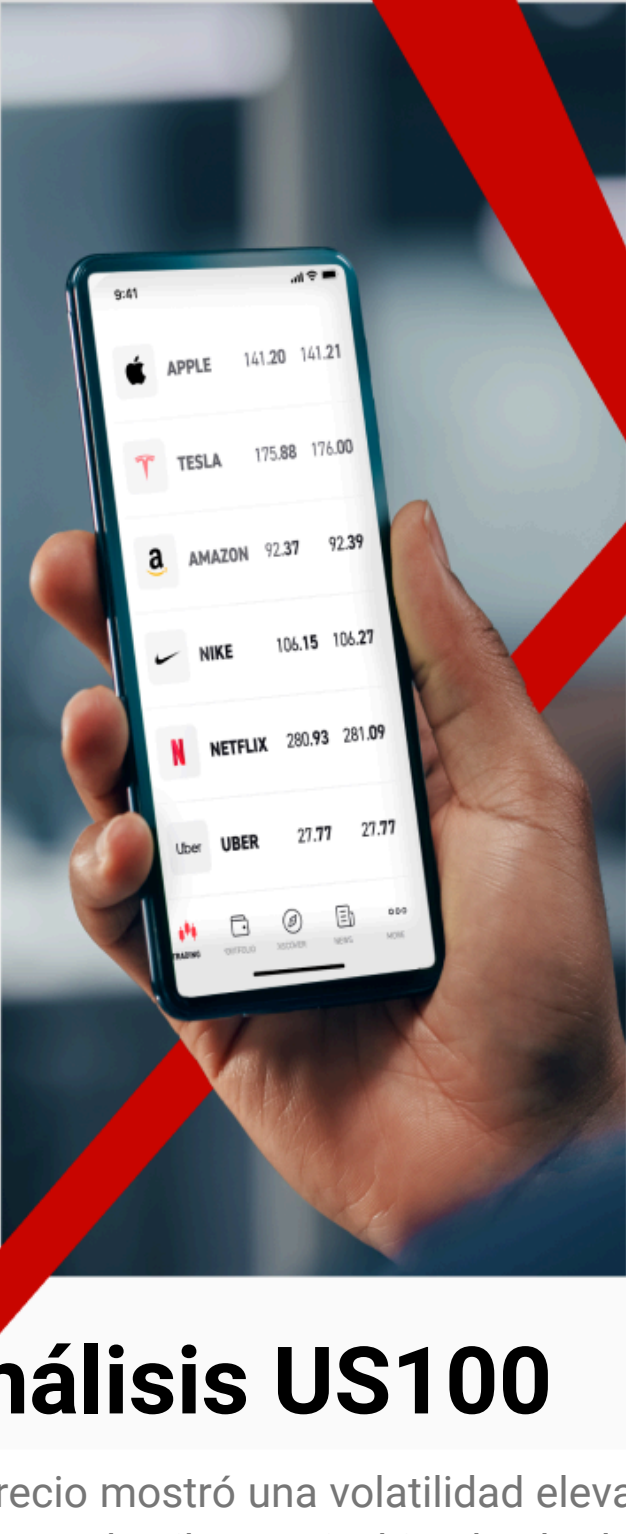 9:41
APPLE 141.20 141.21
TESLA 175.88 176.00
a AMAZON 92.37 92.39
NIKE 106.15 106.27
N NETFLIX 280.93 281.09
Uber UBER 27.77 27.77
TRADING PORTFOLIO DISCOVER NEWS MORE
nálisis US100
recio mostró una volatilidad eleva